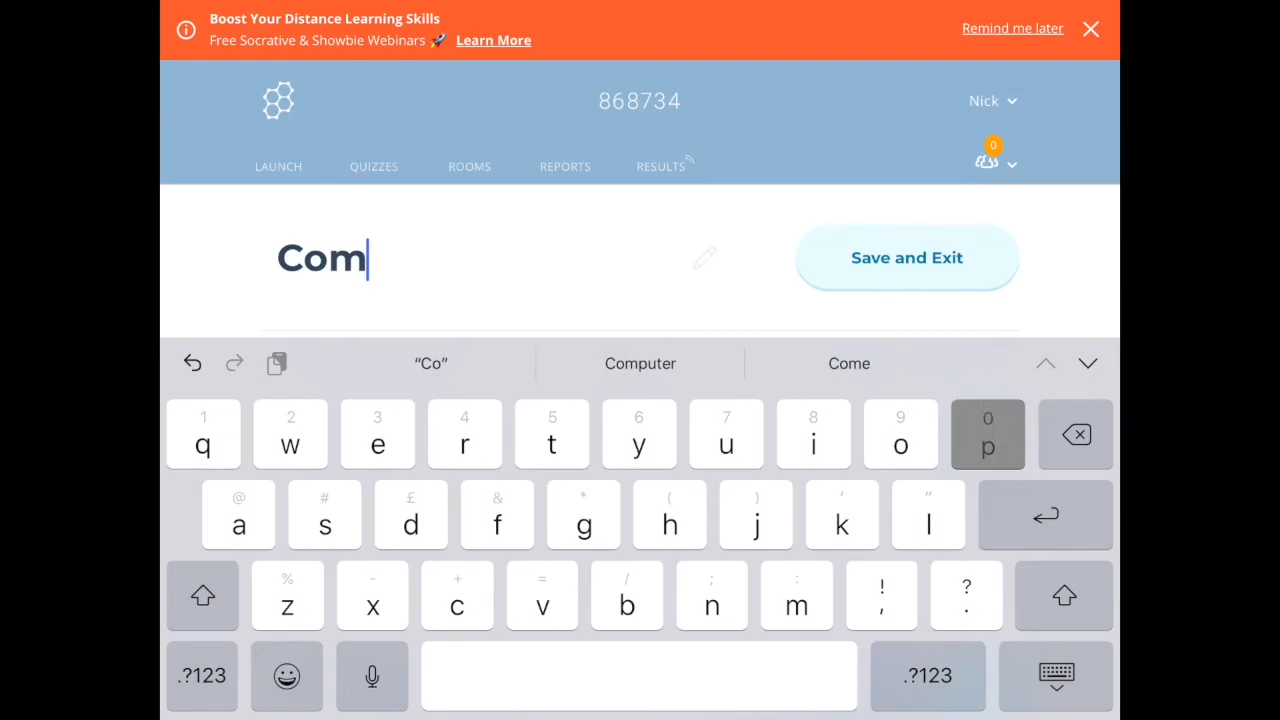 Boost Your Distance Learning Skills
Free Socrative & Showbie Webinars 🚀 Learn More
Remind me later
868734
Nick
0
LAUNCH QUIZZES ROOMS REPORTS RESULTS
Com
Save and Exit
“Co” Computer Come
1 2 3 4 5 6 7 8 9 0
q w e r t y u i o p
@ # £ & * ( ) ' "
a s d f g h j k l
% - + = / ; : ! ?
z x c v b n m , .
.?123 .?123